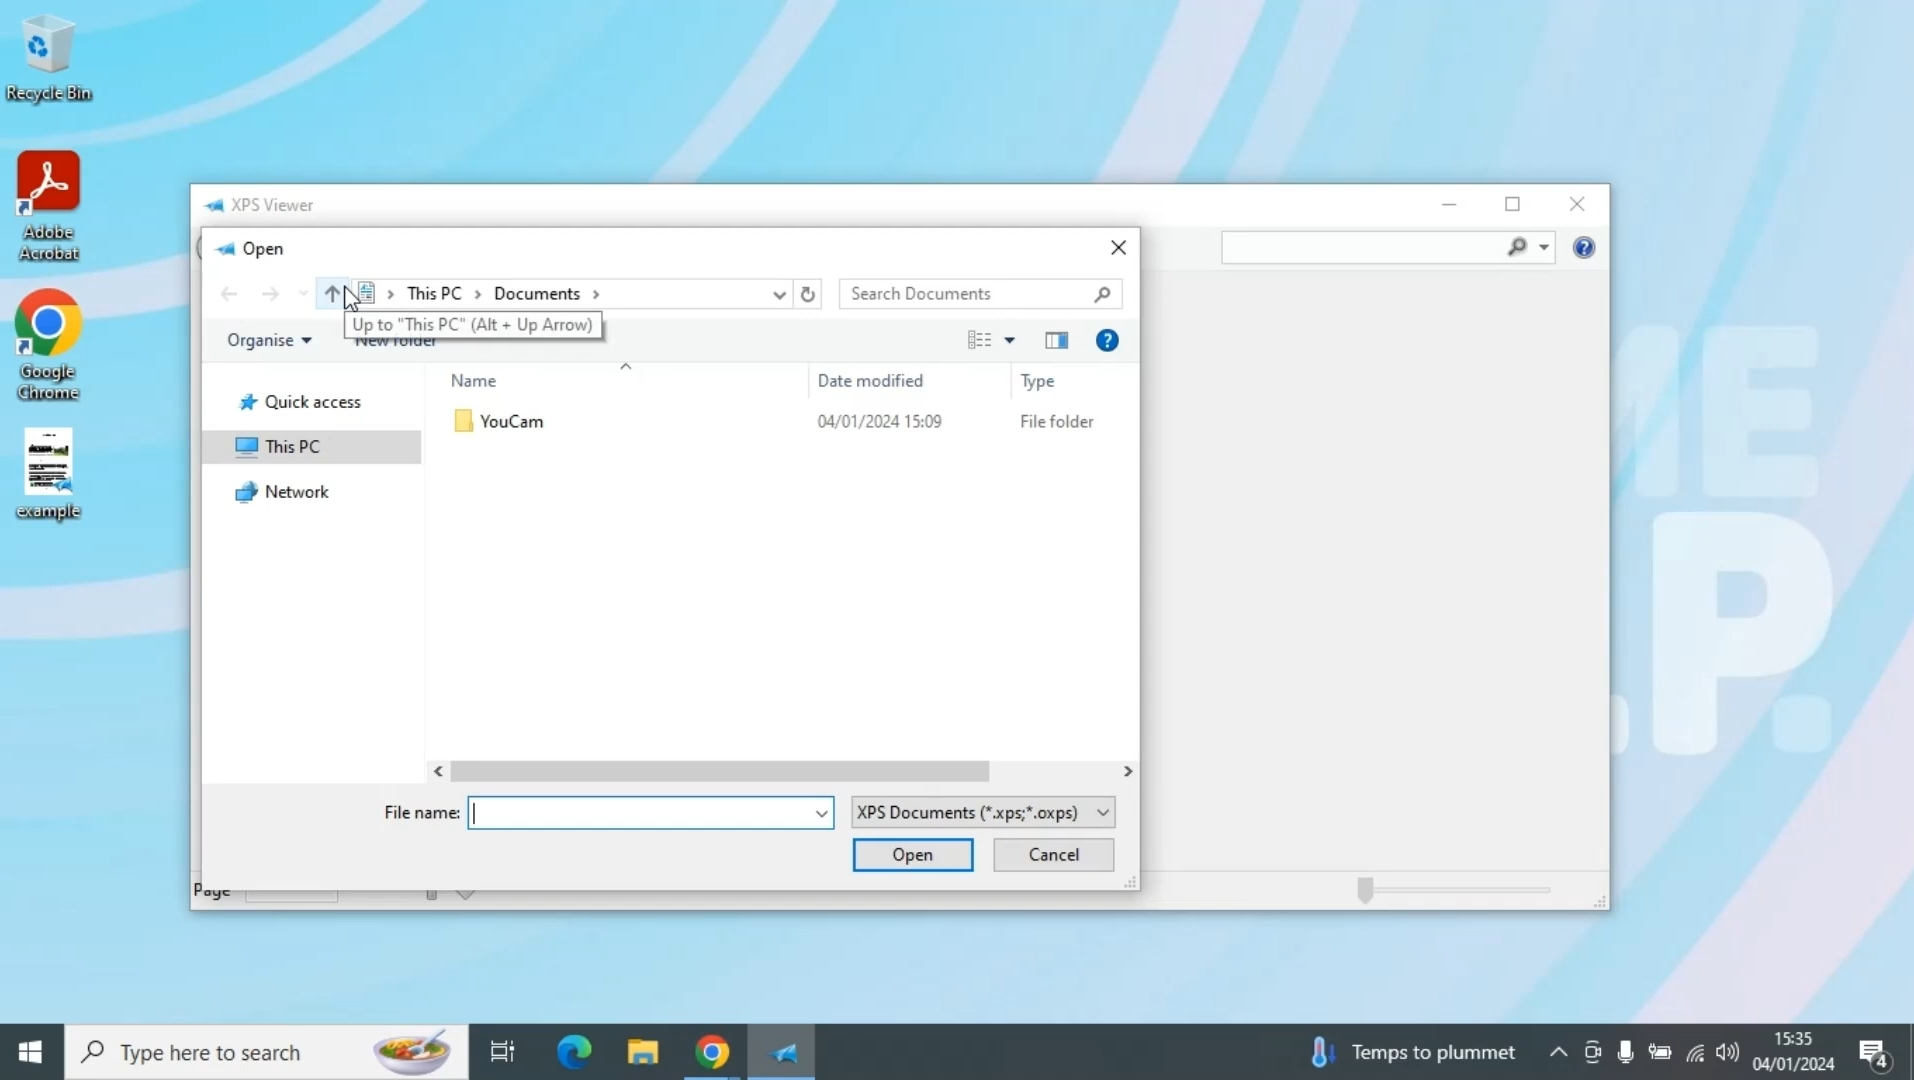 Recycle Bin
Adobe
Acrobat
Google
Chrome
example
XPS Viewer
Open
This PC
Documents
Search Documents
Up to "This PC" (Alt + Up Arrow)
Organise
New folder
Name
Date modified
Type
Quick access
This PC
Network
YouCam
04/01/2024 15:09
File folder
File name:
XPS Documents (*.xps;*.oxps)
Open
Cancel
Page
ME
P.
Type here to search
Temps to plummet
15:35
04/01/2024
4